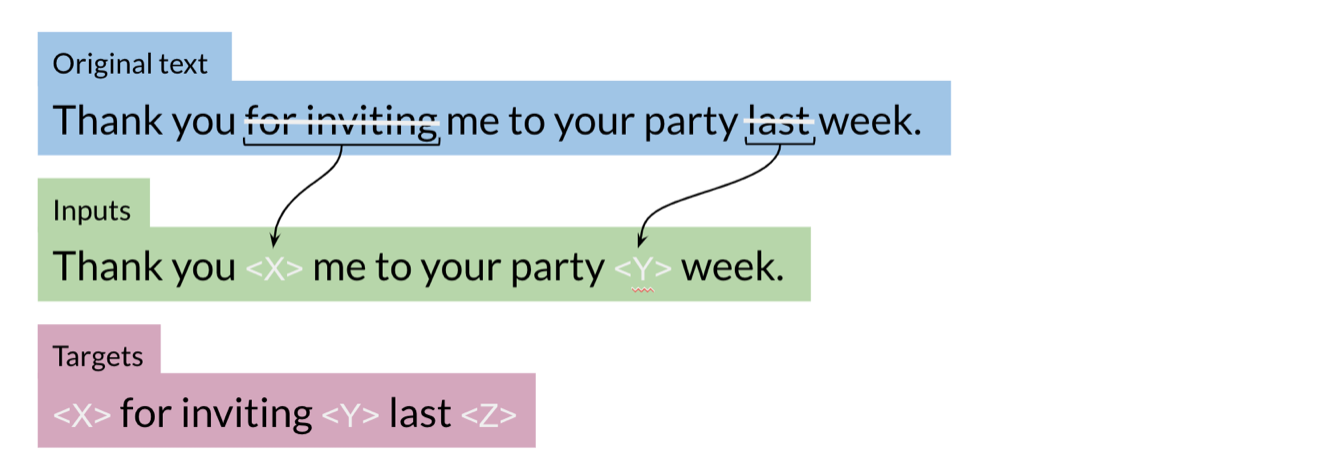 Original text
Thank you for inviting me to your party last week.
Inputs
Thank you <X> me to your party <Y> week.
Targets
<X> for inviting <Y> last <Z>